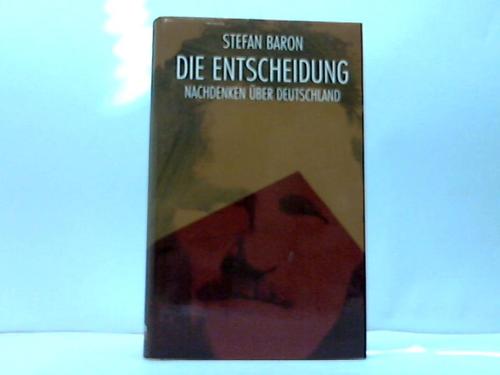 STEFAN BARON
DIE ENTSCHEIDUNG
NACHDENKEN ÜBER DEUTSCHLAND